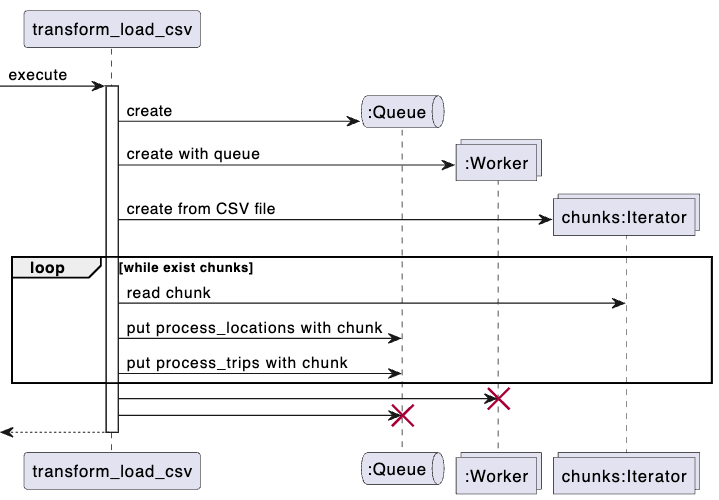 transform_load_csv
execute
create
:Queue
create with queue
:Worker
create from CSV file
chunks:Iterator
loop
[while exist chunks]
read chunk
put process_locations with chunk
put process_trips with chunk
transform_load_csv
:Queue
:Worker
chunks:Iterator